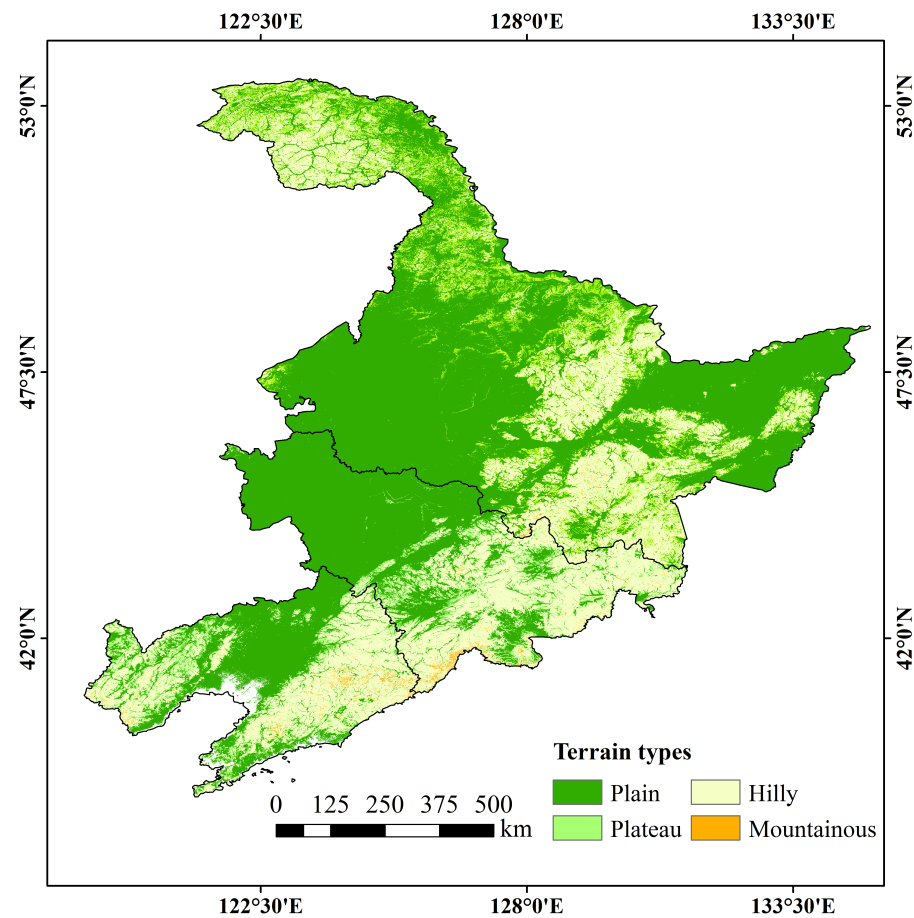 122°30'E 128°0'E 133°30'E
53°0'N 53°0'N
47°30'N 47°30'N
42°0'N 42°0'N
Terrain types
Plain Hilly
Plateau Mountainous
0 125 250 375 500
km
122°30'E 128°0'E 133°30'E